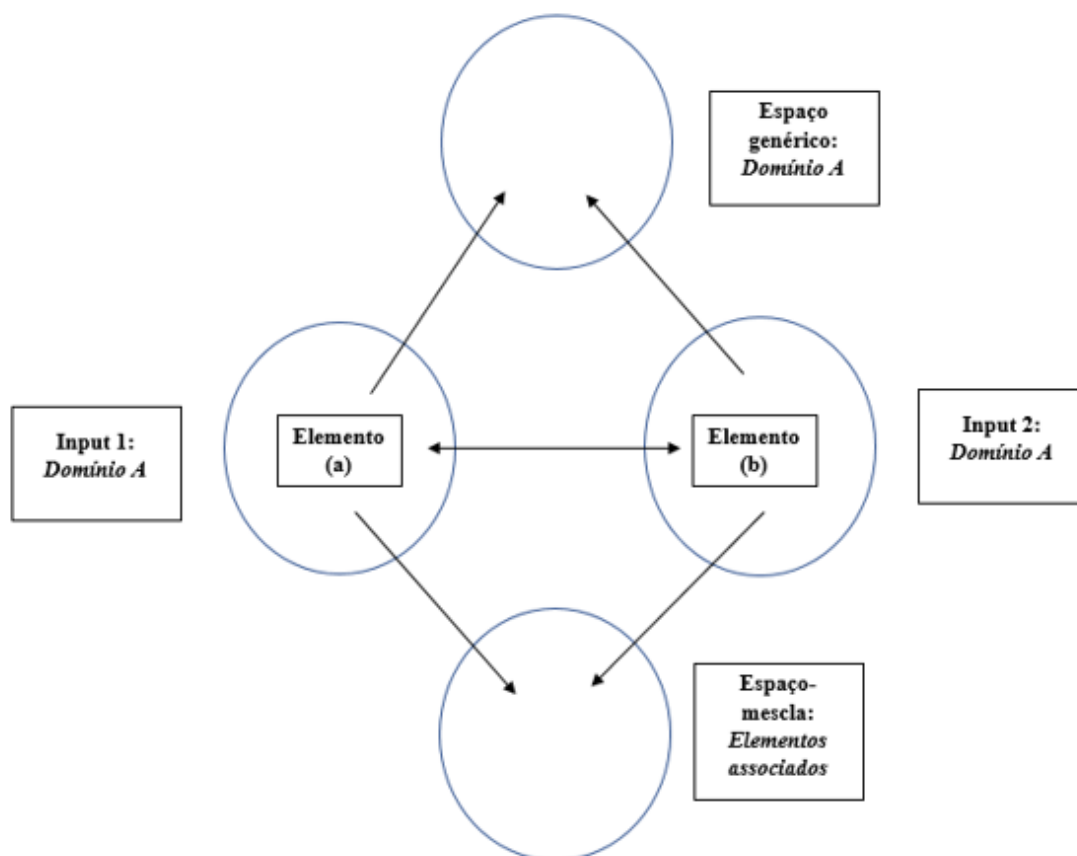 Espaço
genérico:
Domínio A
Input 1:
Domínio A
Elemento
(a)
Elemento
(b)
Input 2:
Domínio A
Espaço-
mescla:
Elementos
associados